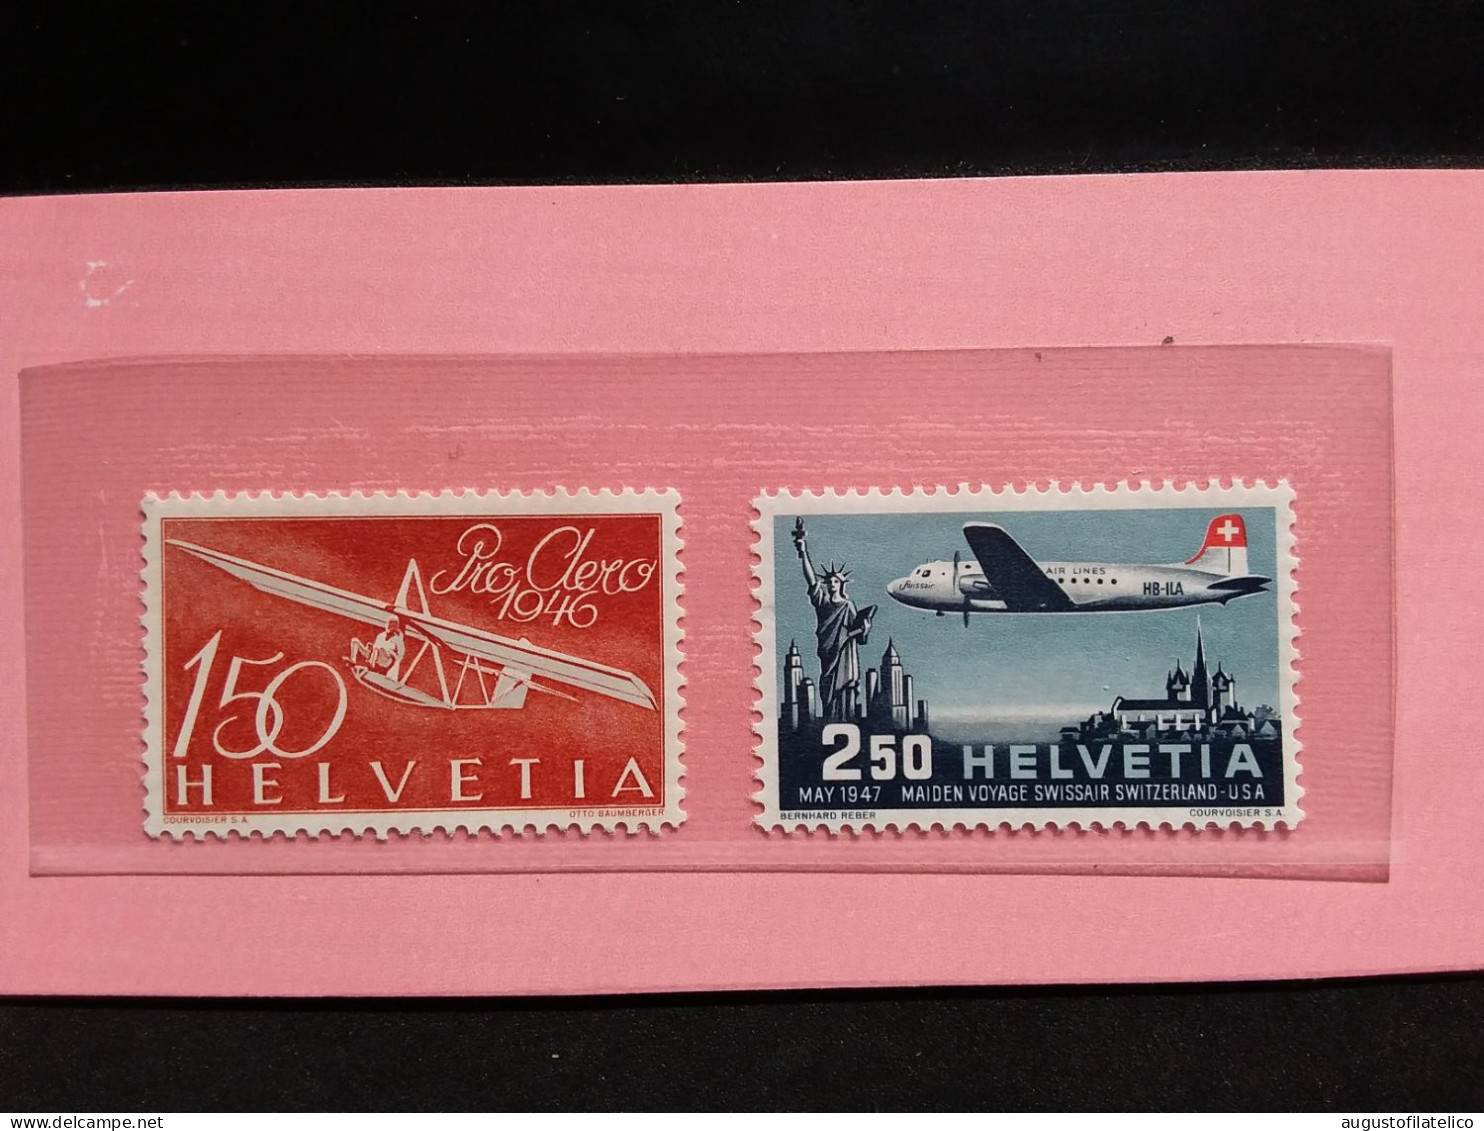 Pro Aero
1946
150
HELVETIA
COURVOISIER S.A.
OTTO BAUMBERGER
Swissair
AIR LINES
HB-ILA
250 HELVETIA
MAY 1947 MAIDEN VOYAGE SWISSAIR SWITZERLAND-USA
BERNHARD REBER
COURVOISIER S.A.
Delcampe.net
augustofilatelico